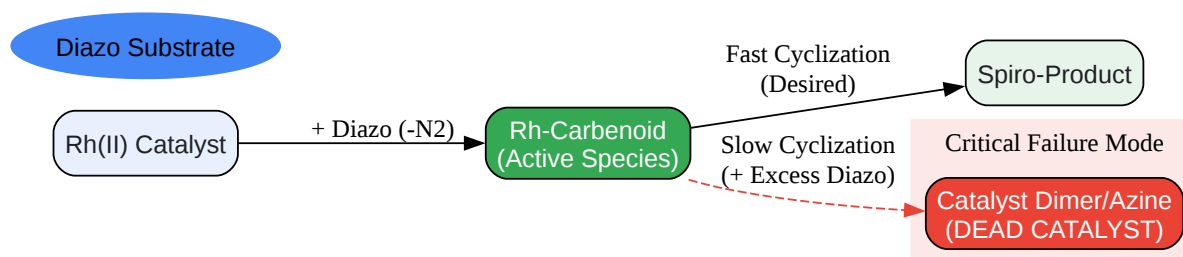 Diazo Substrate
Rh(II) Catalyst
+ Diazo (-N2)
Rh-Carbenoid
(Active Species)
Fast Cyclization
(Desired)
Spiro-Product
Slow Cyclization
(+ Excess Diazo)
Critical Failure Mode
Catalyst Dimer/Azine
(DEAD CATALYST)